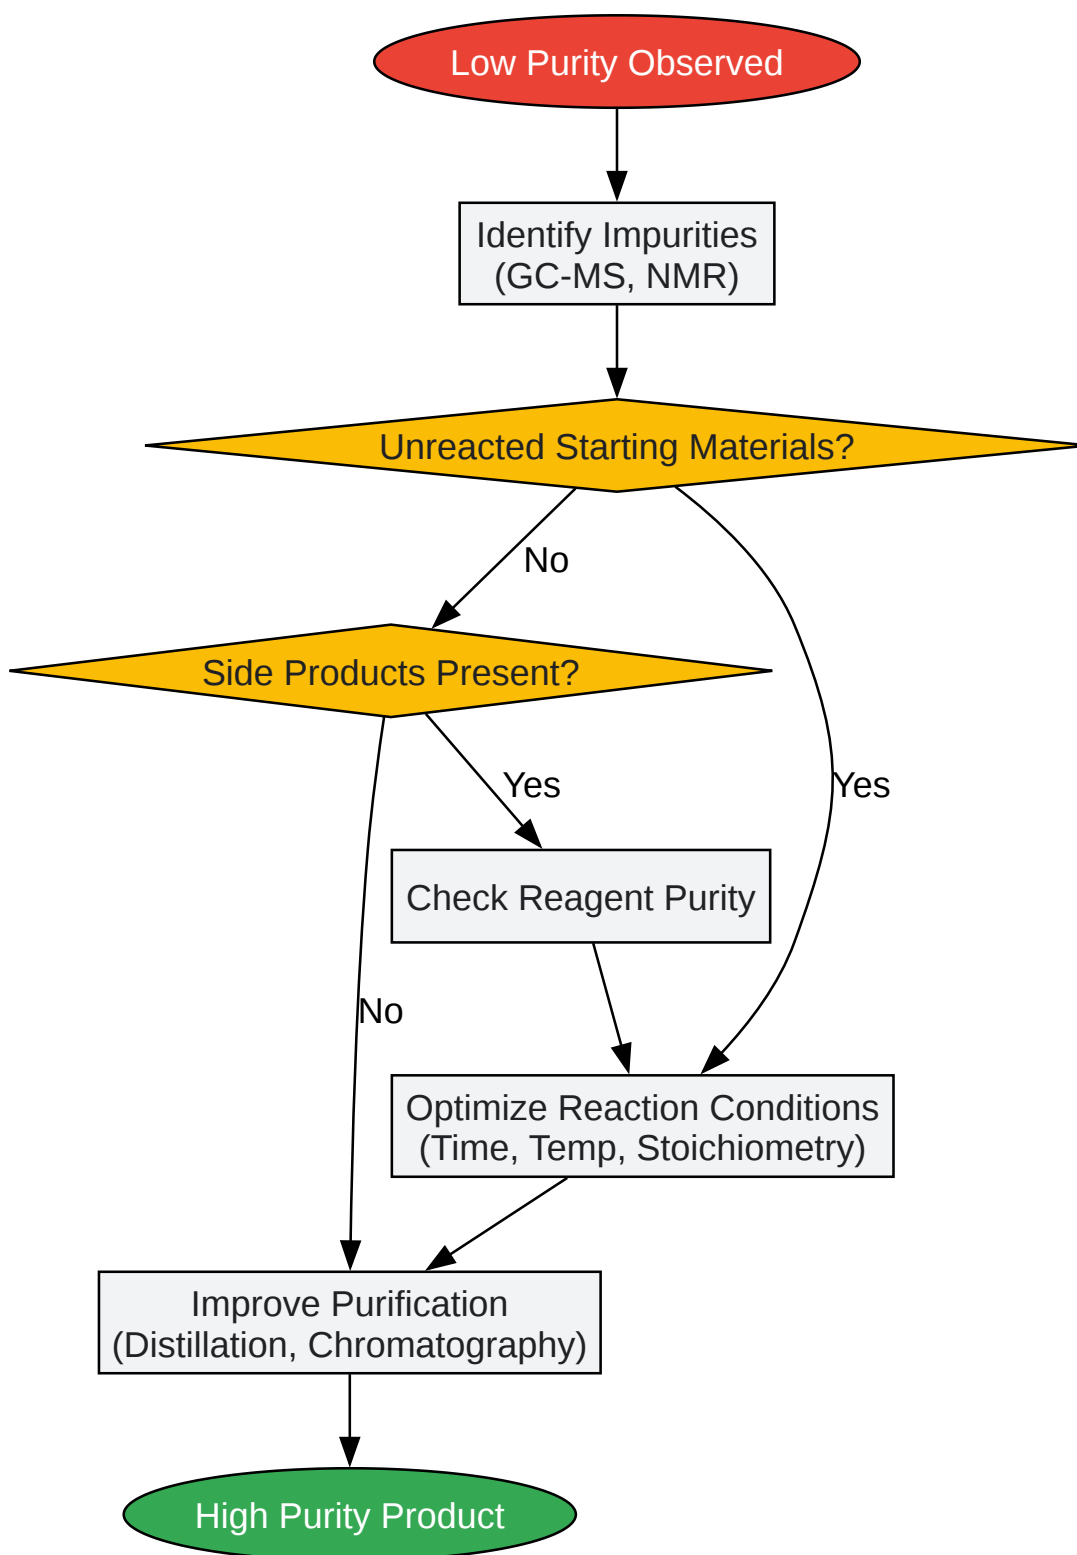 Low Purity Observed
Identify Impurities
(GC-MS, NMR)
Unreacted Starting Materials?
No
Side Products Present?
Yes
Yes
Check Reagent Purity
No
Optimize Reaction Conditions
(Time, Temp, Stoichiometry)
Improve Purification
(Distillation, Chromatography)
High Purity Product